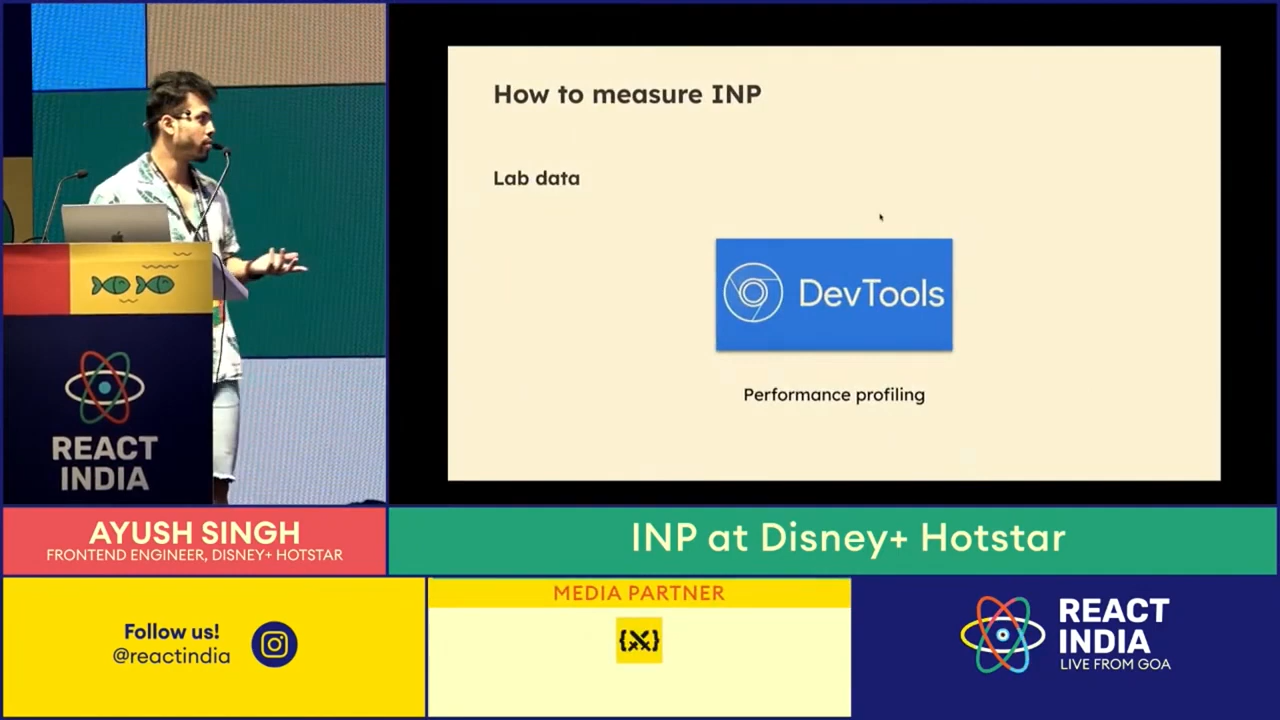 How to measure INP
Lab data
DevTools
Performance profiling
REACT
INDIA
AYUSH SINGH
FRONTEND ENGINEER, DISNEY+ HOTSTAR
INP at Disney+ Hotstar
Follow us!
@reactindia
MEDIA PARTNER
{X}
REACT
INDIA
LIVE FROM GOA